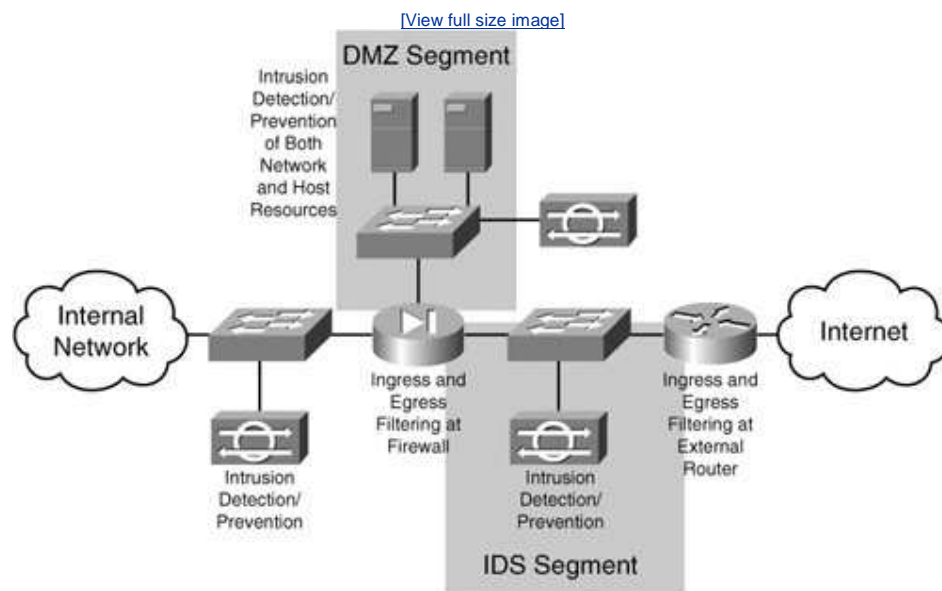 [View full size image]
DMZ Segment
Intrusion
Detection/
Prevention
of Both
Network
and Host
Resources
Internal
Network
Internet
Ingress and
Egress
Filtering at
Firewall
Ingress and
Egress
Filtering at
External
Router
Intrusion
Detection/
Prevention
Intrusion
Detection/
Prevention
IDS Segment